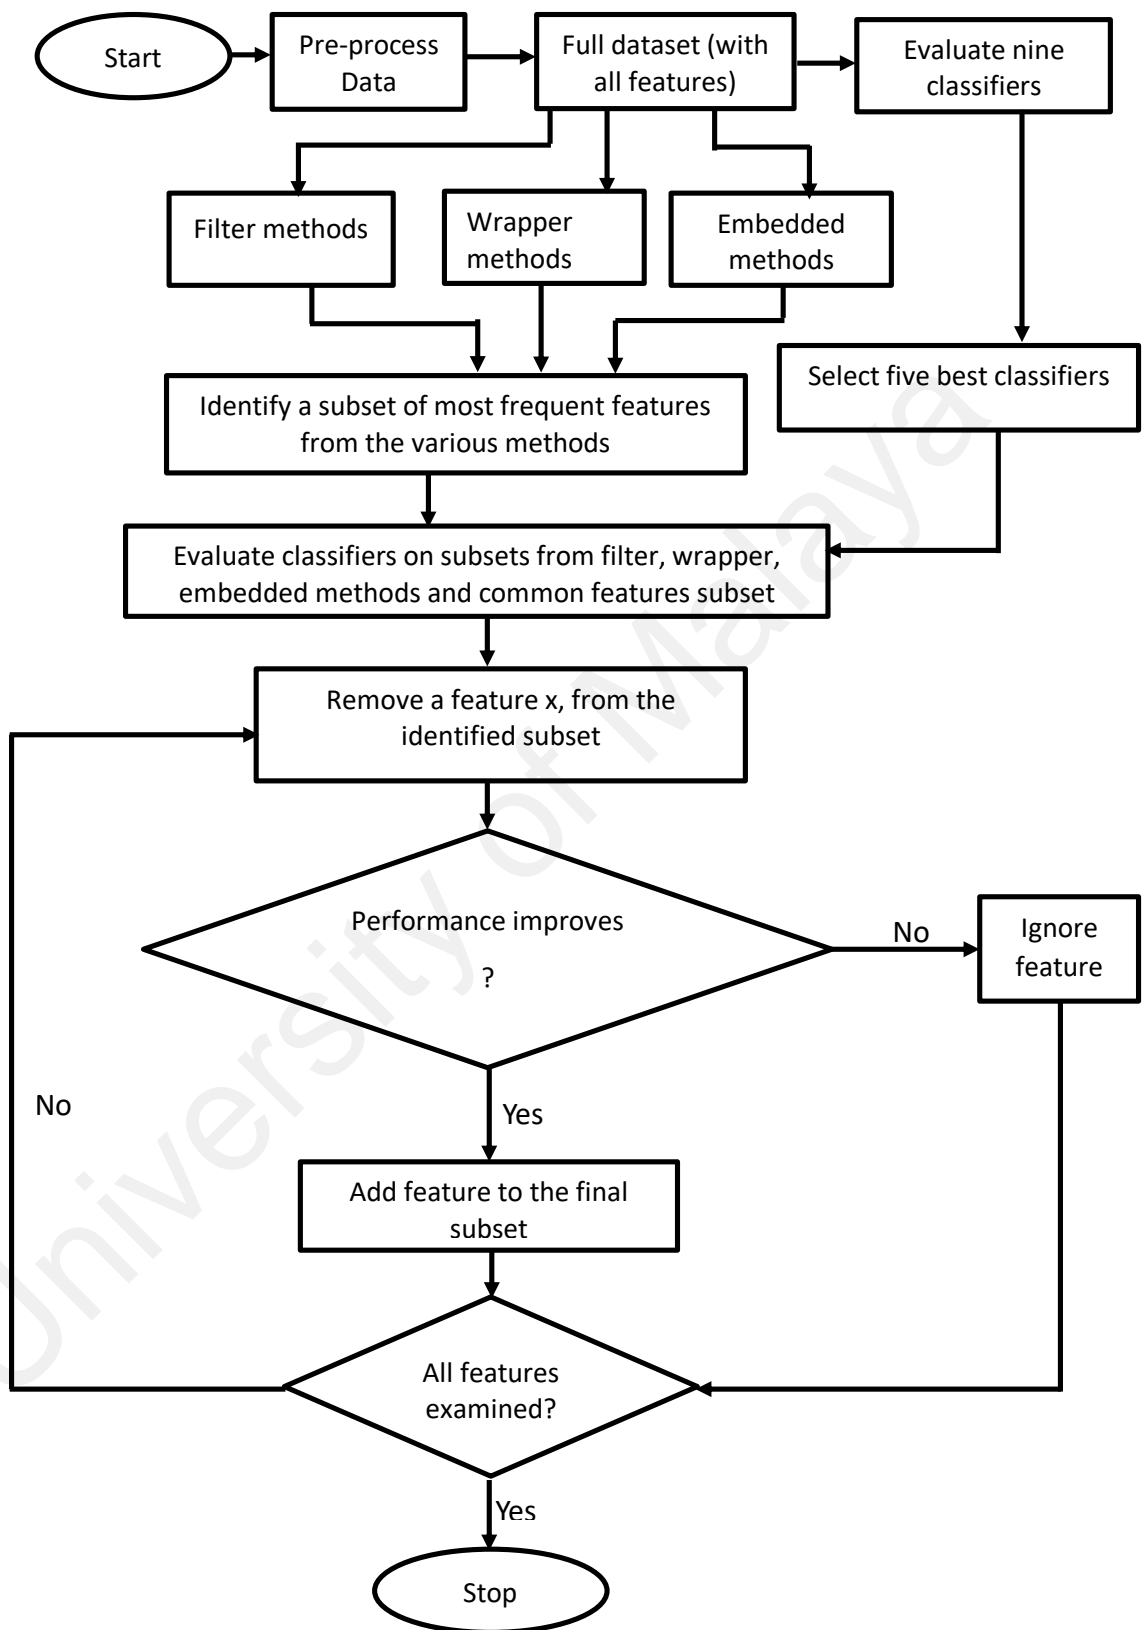 Start
Pre-process
Data
Full dataset (with
all features)
Evaluate nine
classifiers
Filter methods
Wrapper
methods
Embedded
methods
Select five best classifiers
Identify a subset of most frequent features
from the various methods
Evaluate classifiers on subsets from filter, wrapper,
embedded methods and common features subset
Remove a feature x, from the
identified subset
Performance improves
?
No
Ignore
feature
No
Yes
Add feature to the final
subset
All features
examined?
Yes
Stop
University of Malaya